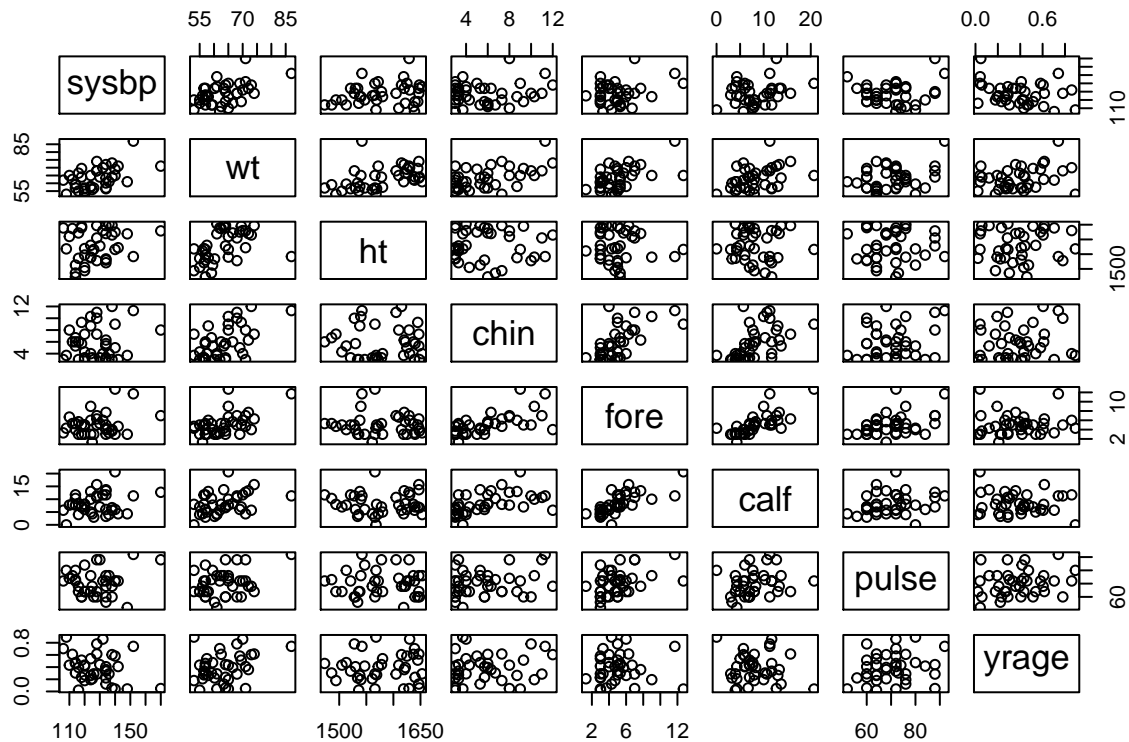 55 70 85 4 8 12 0 10 20 0.0 0.6
sysbp 110
55 85 wt
ht 1500
4 12 chin
fore 2 10
0 15 calf
pulse 60
0.0 0.8 yrage
110 150 1500 1650 2 6 12 60 80